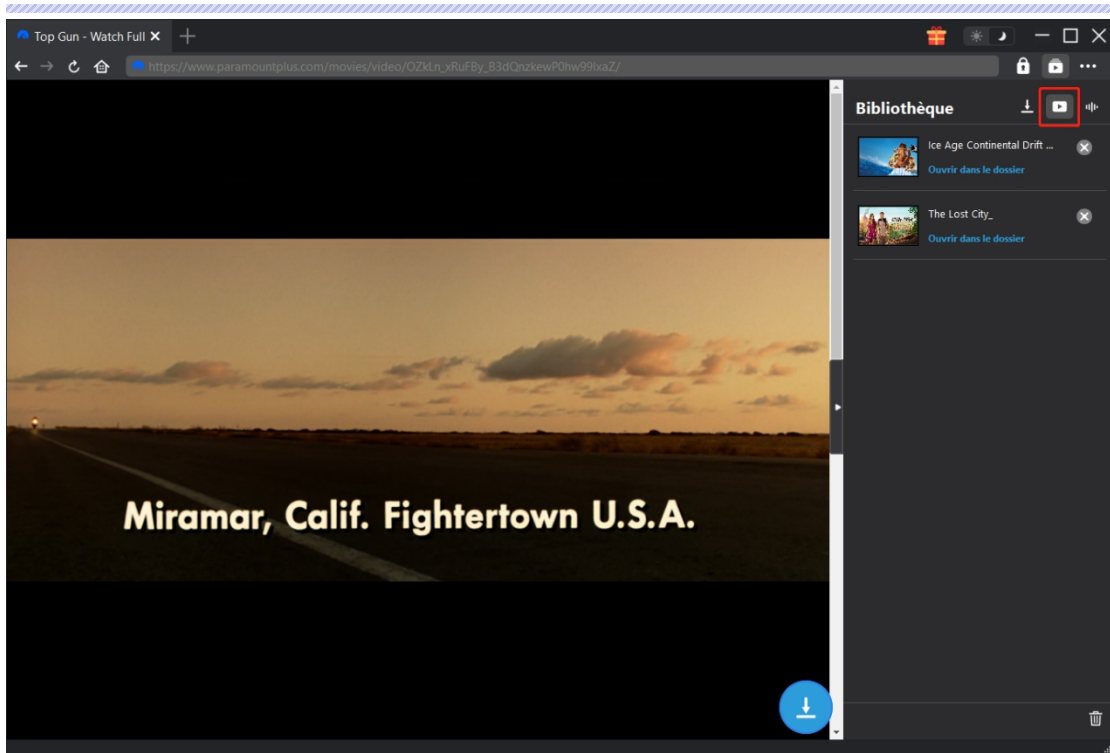 Top Gun - Watch Full
https://www.paramountplus.com/movies/video/OZkLn_xRuFBy_B3dQnzkewP0hw99IxaZ/
Bibliothèque
Ice Age Continental Drift ...
Ouvrir dans le dossier
The Lost City_
Ouvrir dans le dossier
Miramar, Calif. Fightertown U.S.A.